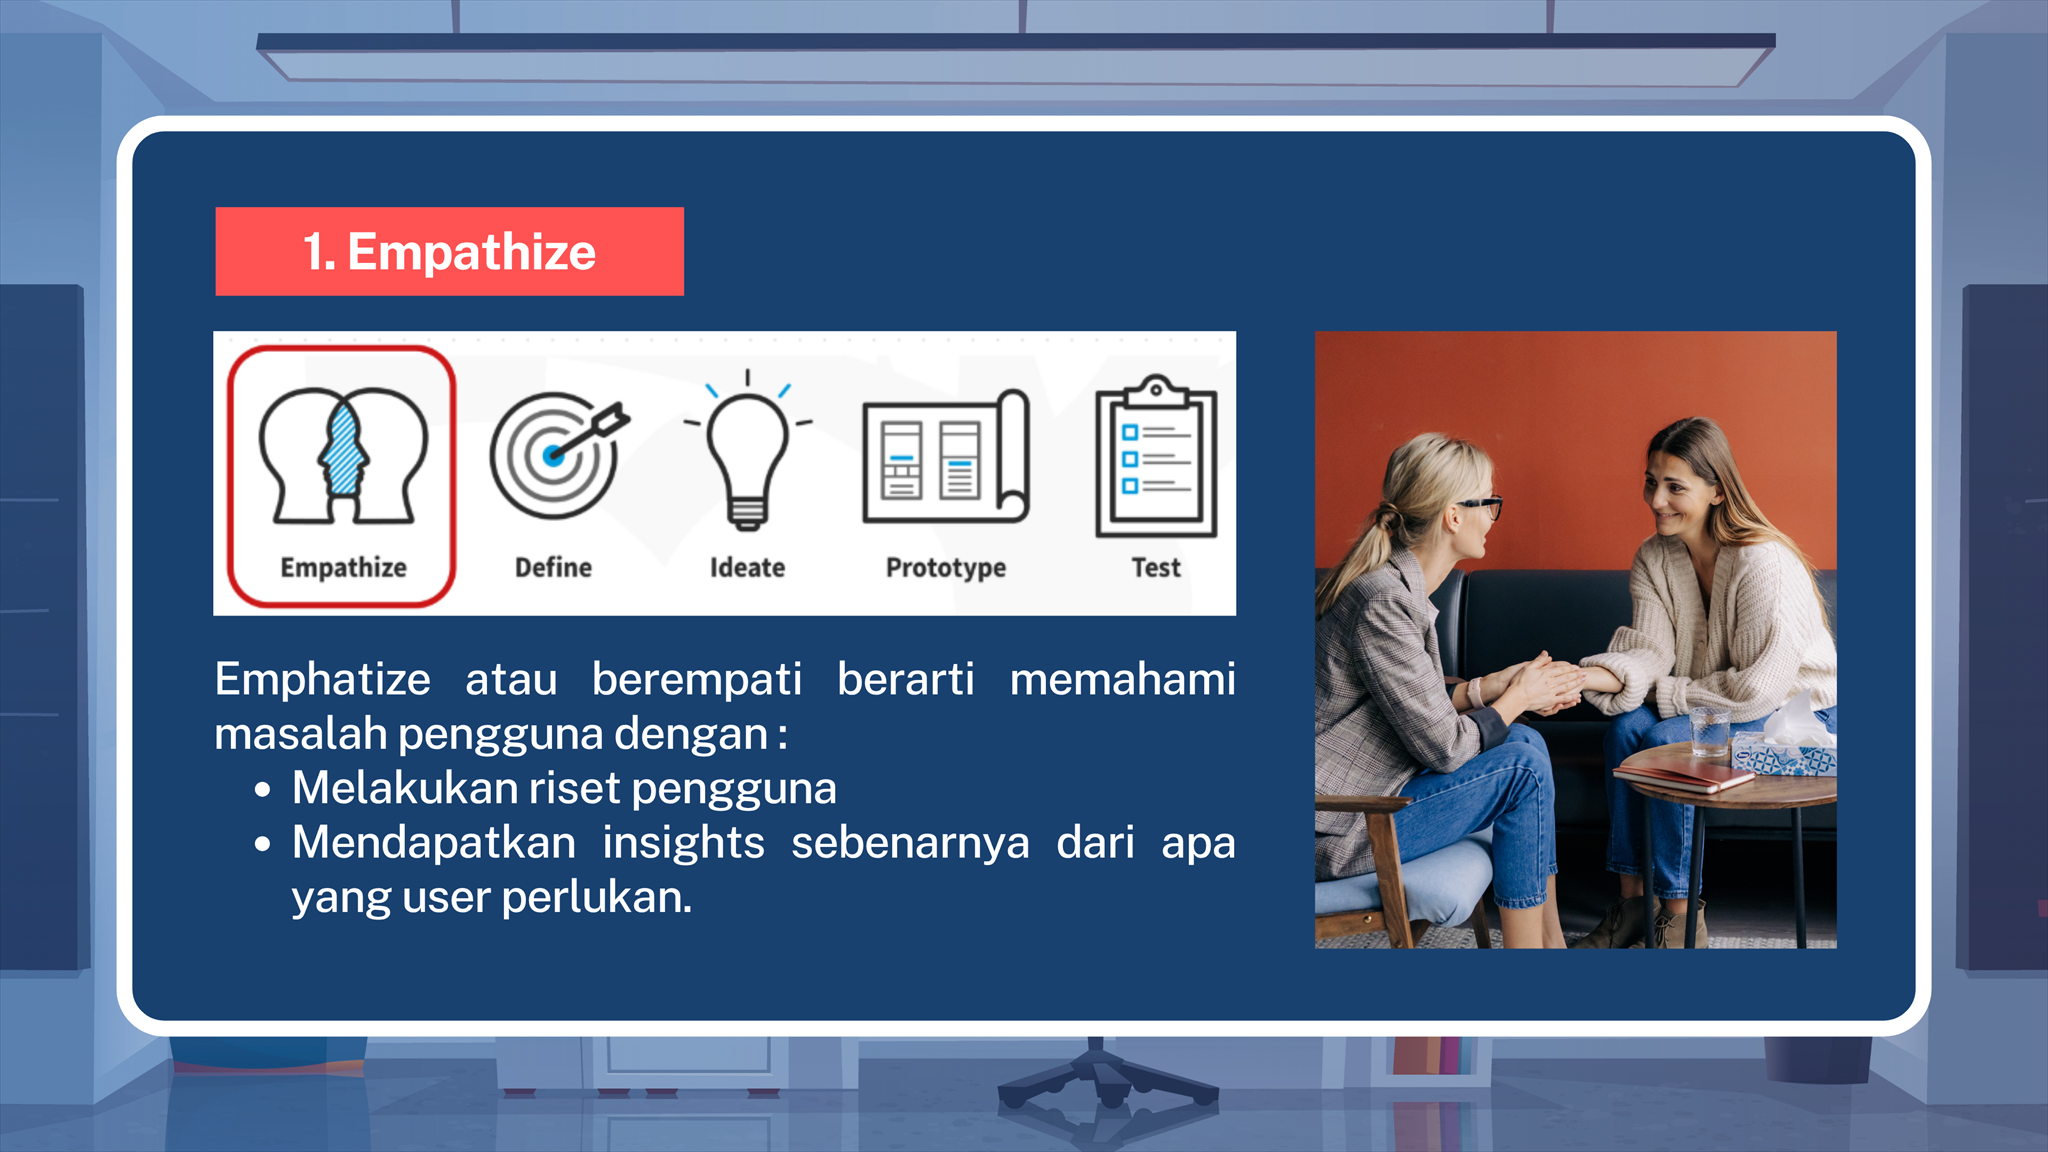 1. Empathize
Empathize
Define
Ideate
Prototype
Test
Emphatize atau berempati berarti memahami
masalah pengguna dengan :
• Melakukan riset pengguna
• Mendapatkan insights sebenarnya dari apa
yang user perlukan.